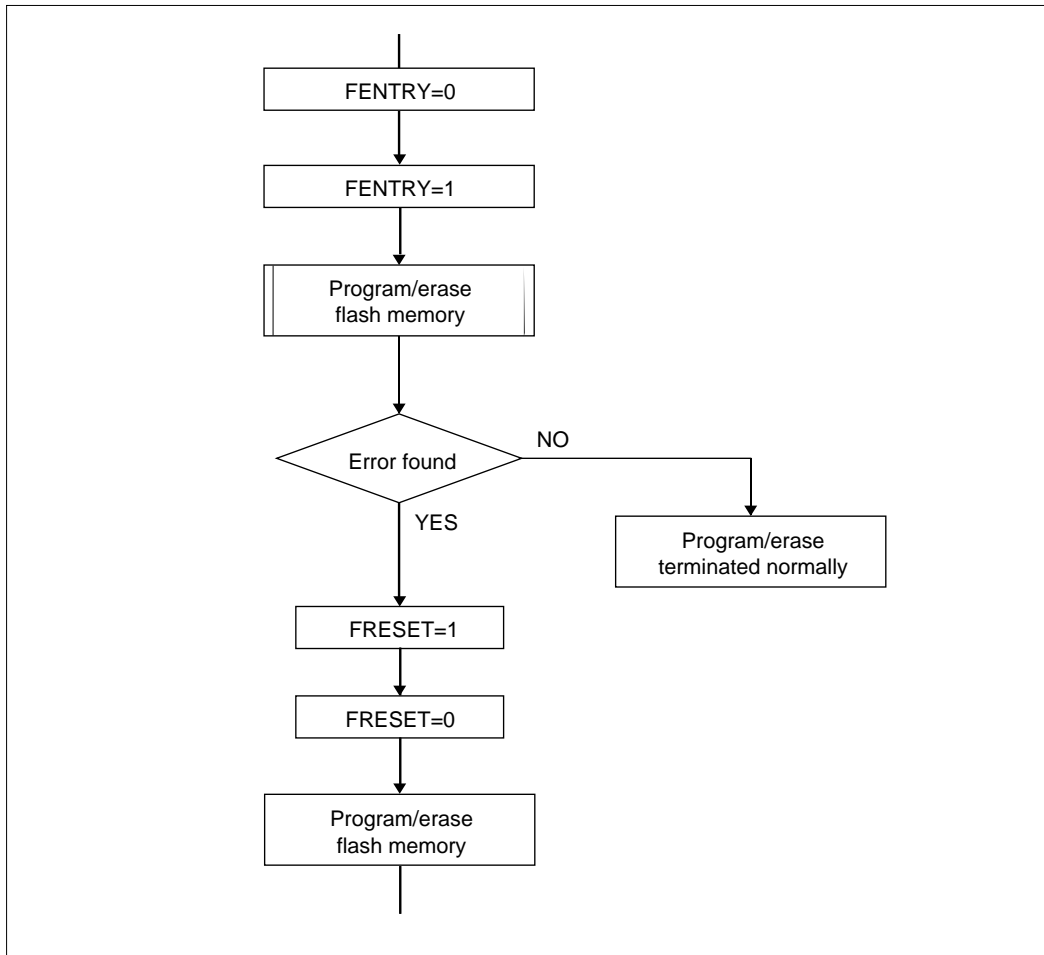 FENTRY=0
FENTRY=1
Program/erase
flash memory
Error found
NO
YES
Program/erase
terminated normally
FRESET=1
FRESET=0
Program/erase
flash memory